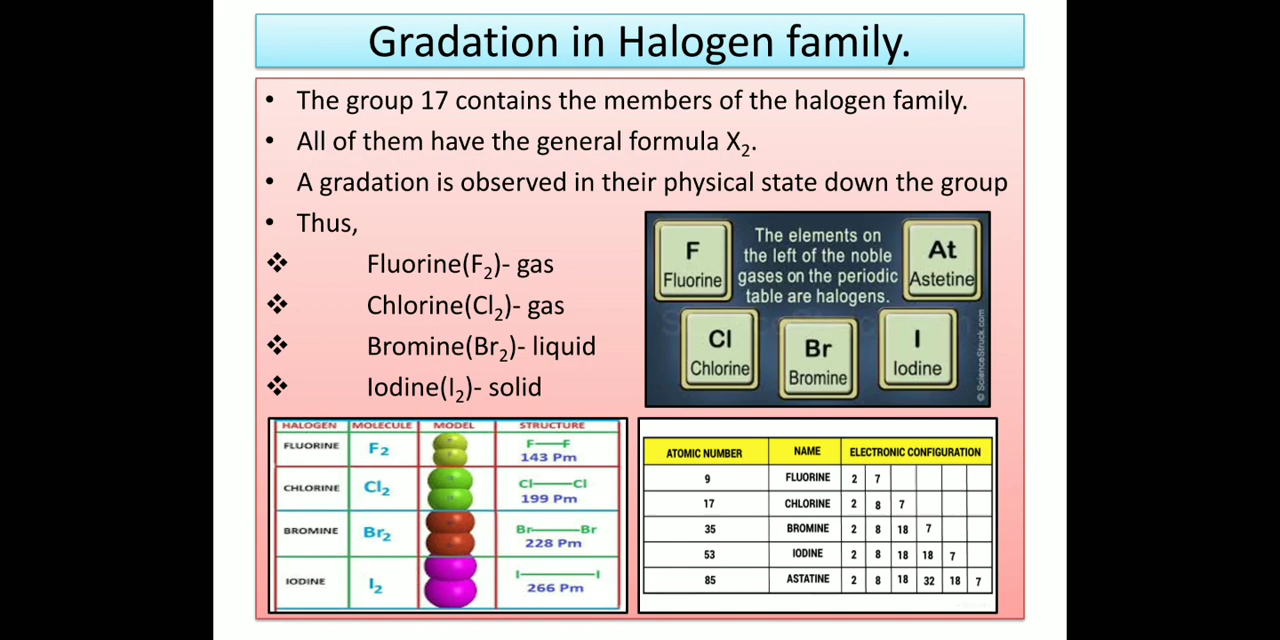 Gradation in Halogen family.
• The group 17 contains the members of the halogen family.
• All of them have the general formula X₂.
• A gradation is observed in their physical state down the group
• Thus,
❖ Fluorine(F₂)- gas
❖ Chlorine(Cl₂)- gas
❖ Bromine(Br₂)- liquid
❖ Iodine(I₂)- solid
The elements on
the left of the noble
gases on the periodic
table are halogens.
F
Fluorine
At
Astetine
Cl
Chlorine
Br
Bromine
I
Iodine
© ScienceStruck.com
HALOGEN MOLECULE MODEL STRUCTURE
FLUORINE F₂ F—F
143 Pm
CHLORINE Cl₂ Cl—Cl
199 Pm
BROMINE Br₂ Br—Br
228 Pm
IODINE I₂ I—I
266 Pm
ATOMIC NUMBER NAME ELECTRONIC CONFIGURATION
9 FLUORINE 2 7
17 CHLORINE 2 8 7
35 BROMINE 2 8 18 7
53 IODINE 2 8 18 18 7
85 ASTATINE 2 8 18 32 18 7